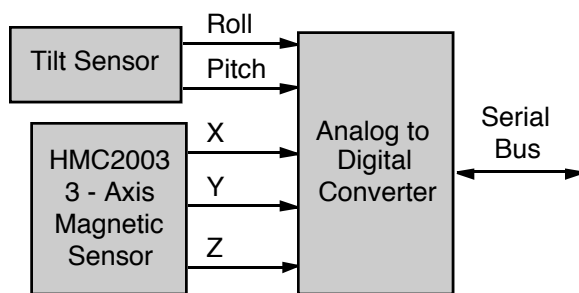 Roll
Tilt Sensor
Pitch
X
HMC2003
3 - Axis
Magnetic
Sensor
Y
Z
Analog to
Digital
Converter
Serial
Bus